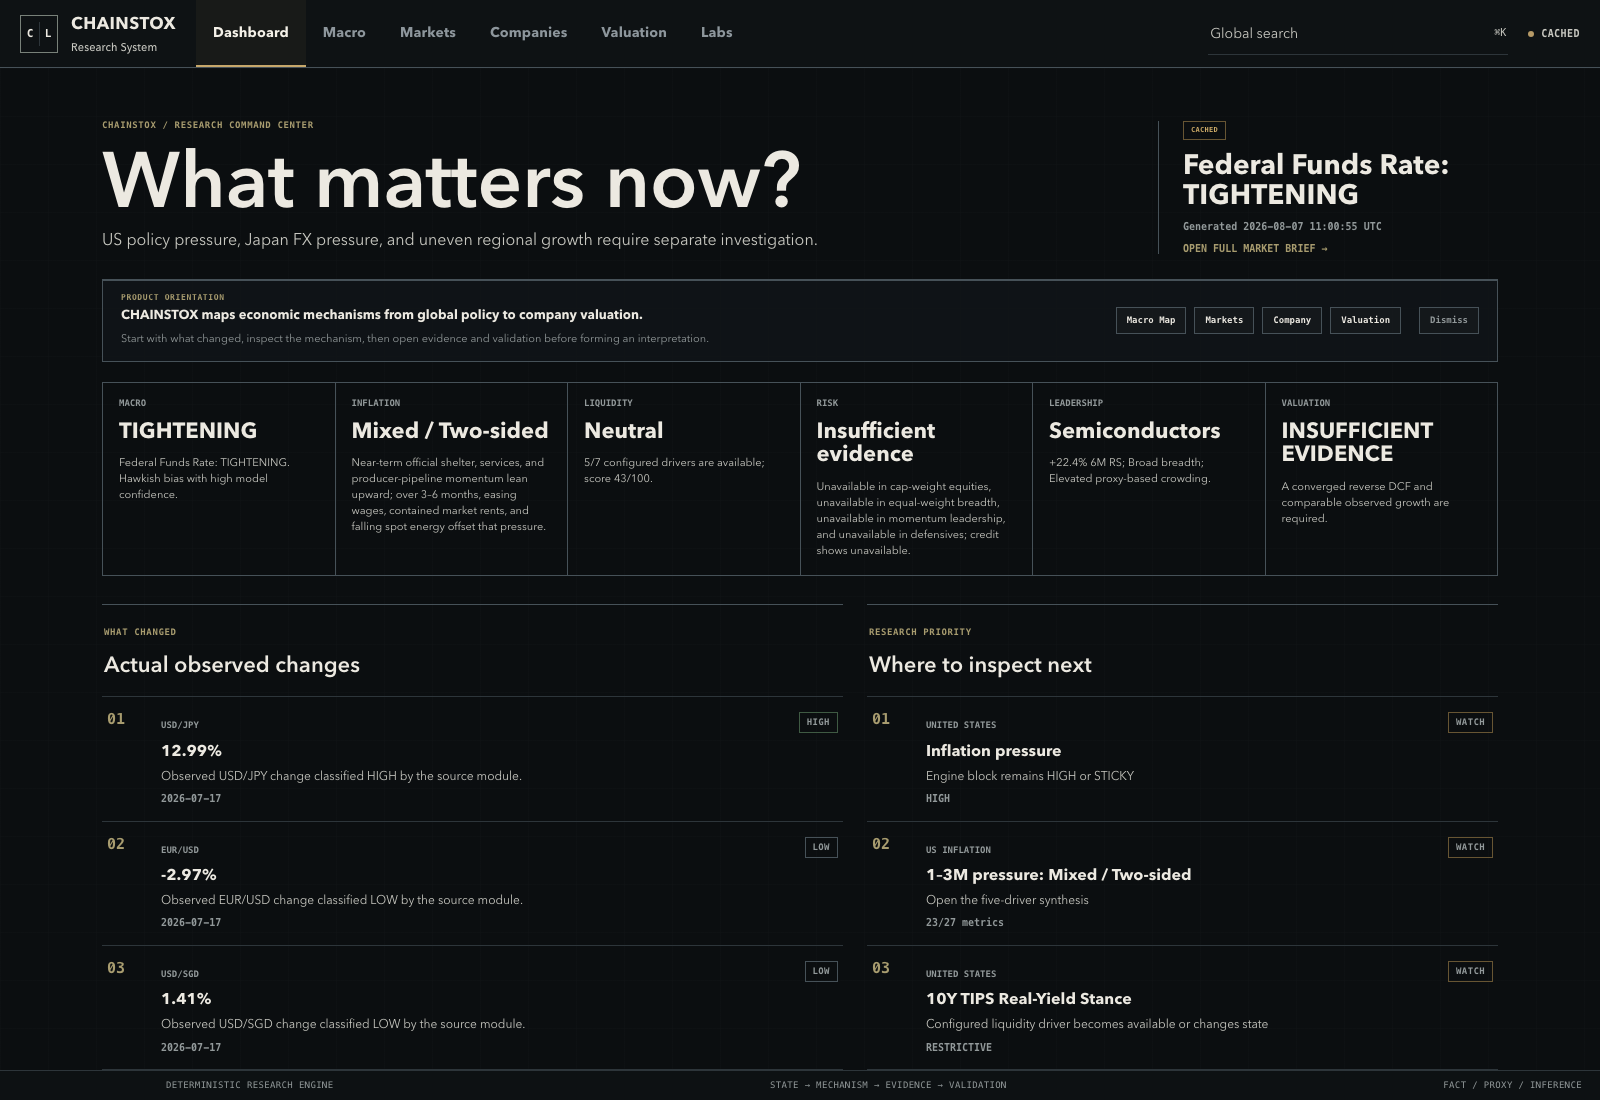 C L
CHAINSTOX
Research System
Dashboard
Macro
Markets
Companies
Valuation
Labs
Global search
⌘K
CACHED
CHAINSTOX / RESEARCH COMMAND CENTER
What matters now?
US policy pressure, Japan FX pressure, and uneven regional growth require separate investigation.
CACHED
Federal Funds Rate:
TIGHTENING
Generated 2026-08-07 11:00:55 UTC
OPEN FULL MARKET BRIEF →
PRODUCT ORIENTATION
CHAINSTOX maps economic mechanisms from global policy to company valuation.
Start with what changed, inspect the mechanism, then open evidence and validation before forming an interpretation.
Macro Map
Markets
Company
Valuation
Dismiss
MACRO
TIGHTENING
Federal Funds Rate: TIGHTENING.
Hawkish bias with high model
confidence.
INFLATION
Mixed / Two-sided
Near-term official shelter, services, and
producer-pipeline momentum lean
upward; over 3–6 months, easing
wages, contained market rents, and
falling spot energy offset that pressure.
LIQUIDITY
Neutral
5/7 configured drivers are available;
score 43/100.
RISK
Insufficient
evidence
Unavailable in cap-weight equities,
unavailable in equal-weight breadth,
unavailable in momentum leadership,
and unavailable in defensives; credit
shows unavailable.
LEADERSHIP
Semiconductors
+22.4% 6M RS; Broad breadth;
Elevated proxy-based crowding.
VALUATION
INSUFFICIENT
EVIDENCE
A converged reverse DCF and
comparable observed growth are
required.
WHAT CHANGED
Actual observed changes
01
USD/JPY
HIGH
12.99%
Observed USD/JPY change classified HIGH by the source module.
2026-07-17
02
EUR/USD
LOW
-2.97%
Observed EUR/USD change classified LOW by the source module.
2026-07-17
03
USD/SGD
LOW
1.41%
Observed USD/SGD change classified LOW by the source module.
2026-07-17
RESEARCH PRIORITY
Where to inspect next
01
UNITED STATES
WATCH
Inflation pressure
Engine block remains HIGH or STICKY
HIGH
02
US INFLATION
WATCH
1–3M pressure: Mixed / Two-sided
Open the five-driver synthesis
23/27 metrics
03
UNITED STATES
WATCH
10Y TIPS Real-Yield Stance
Configured liquidity driver becomes available or changes state
RESTRICTIVE
DETERMINISTIC RESEARCH ENGINE
STATE → MECHANISM → EVIDENCE → VALIDATION
FACT / PROXY / INFERENCE